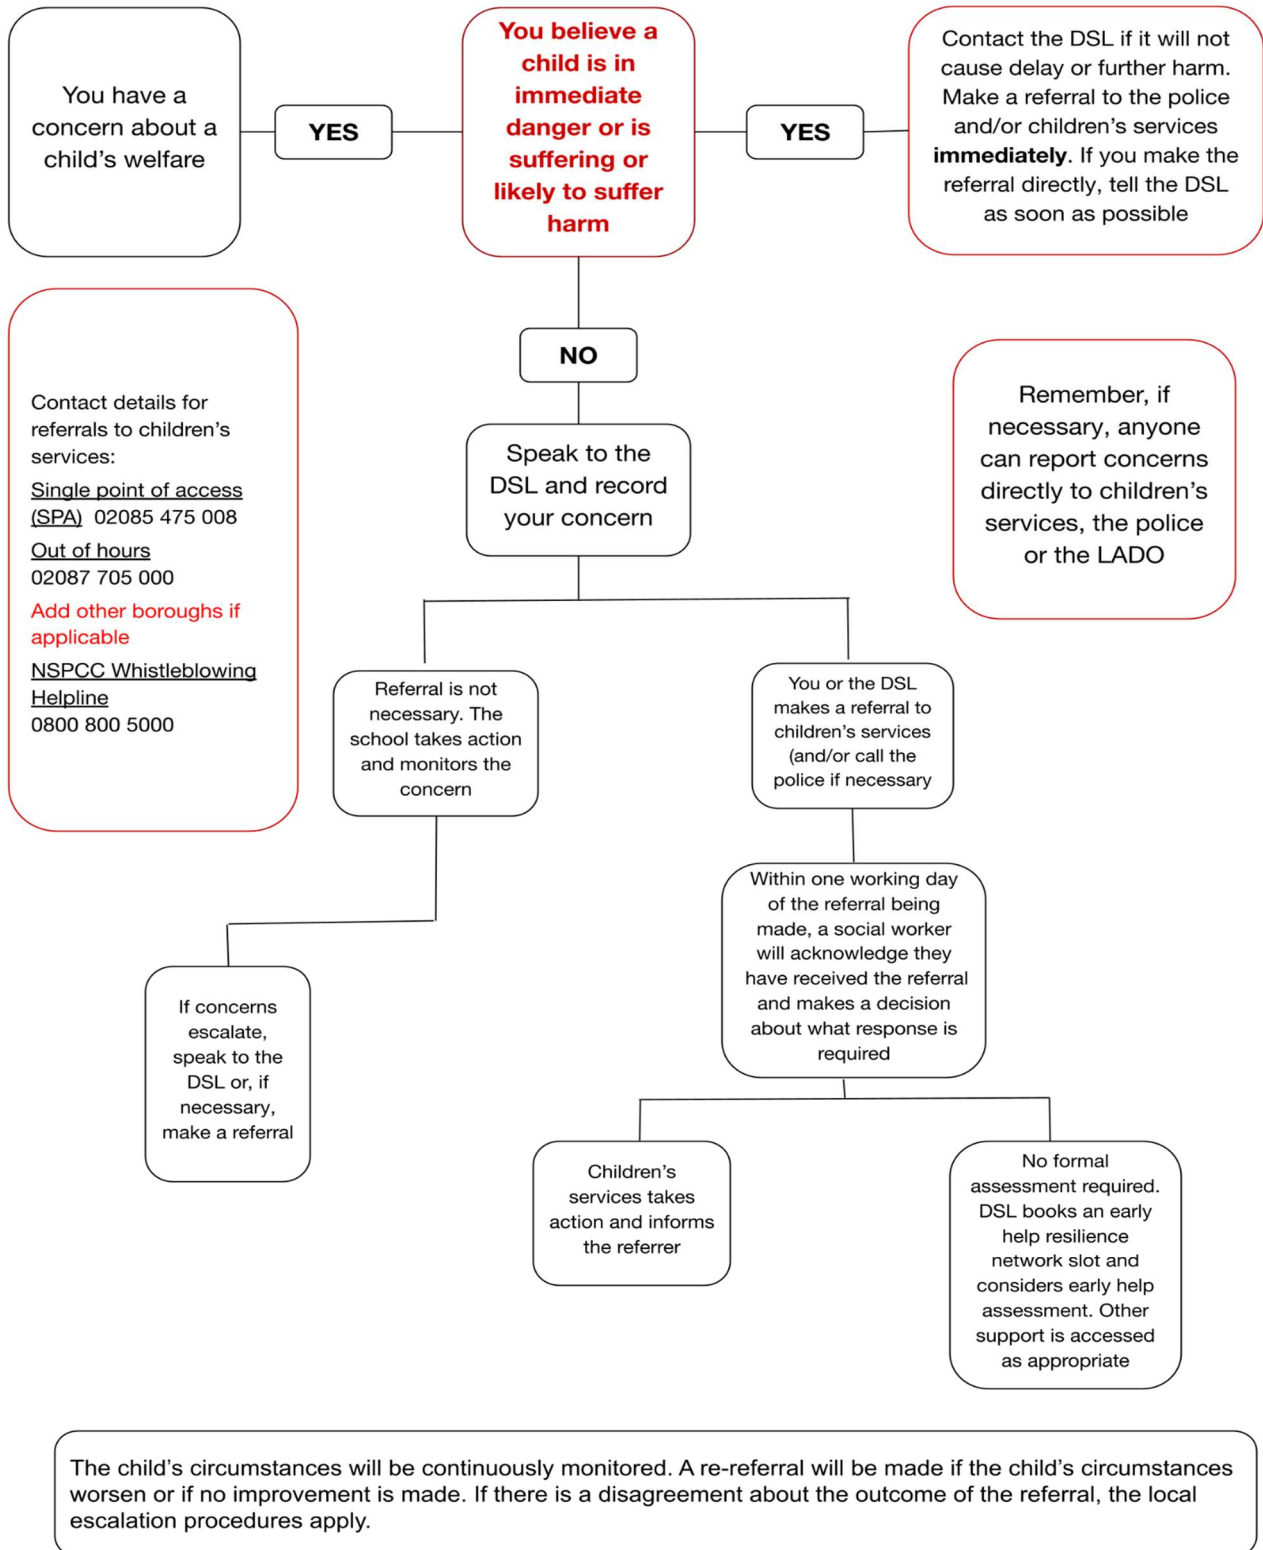 You have a
concern about a
child's welfare
YES
You believe a
child is in
immediate
danger or is
suffering or
likely to suffer
harm
YES
Contact the DSL if it will not
cause delay or further harm.
Make a referral to the police
and/or children's services
immediately. If you make the
referral directly, tell the DSL
as soon as possible
NO
Contact details for
referrals to children's
services:
Single point of access
(SPA) 02085 475 008
Out of hours
02087 705 000
Add other boroughs if
applicable
NSPCC Whistleblowing
Helpline
0800 800 5000
Speak to the
DSL and record
your concern
Remember, if
necessary, anyone
can report concerns
directly to children's
services, the police
or the LADO
Referral is not
necessary. The
school takes action
and monitors the
concern
You or the DSL
makes a referral to
children's services
(and/or call the
police if necessary
Within one working day
of the referral being
made, a social worker
will acknowledge they
have received the referral
and makes a decision
about what response is
required
If concerns
escalate,
speak to the
DSL or, if
necessary,
make a referral
Children's
services takes
action and informs
the referrer
No formal
assessment required.
DSL books an early
help resilience
network slot and
considers early help
assessment. Other
support is accessed
as appropriate
The child's circumstances will be continuously monitored. A re-referral will be made if the child's circumstances
worsen or if no improvement is made. If there is a disagreement about the outcome of the referral, the local
escalation procedures apply.